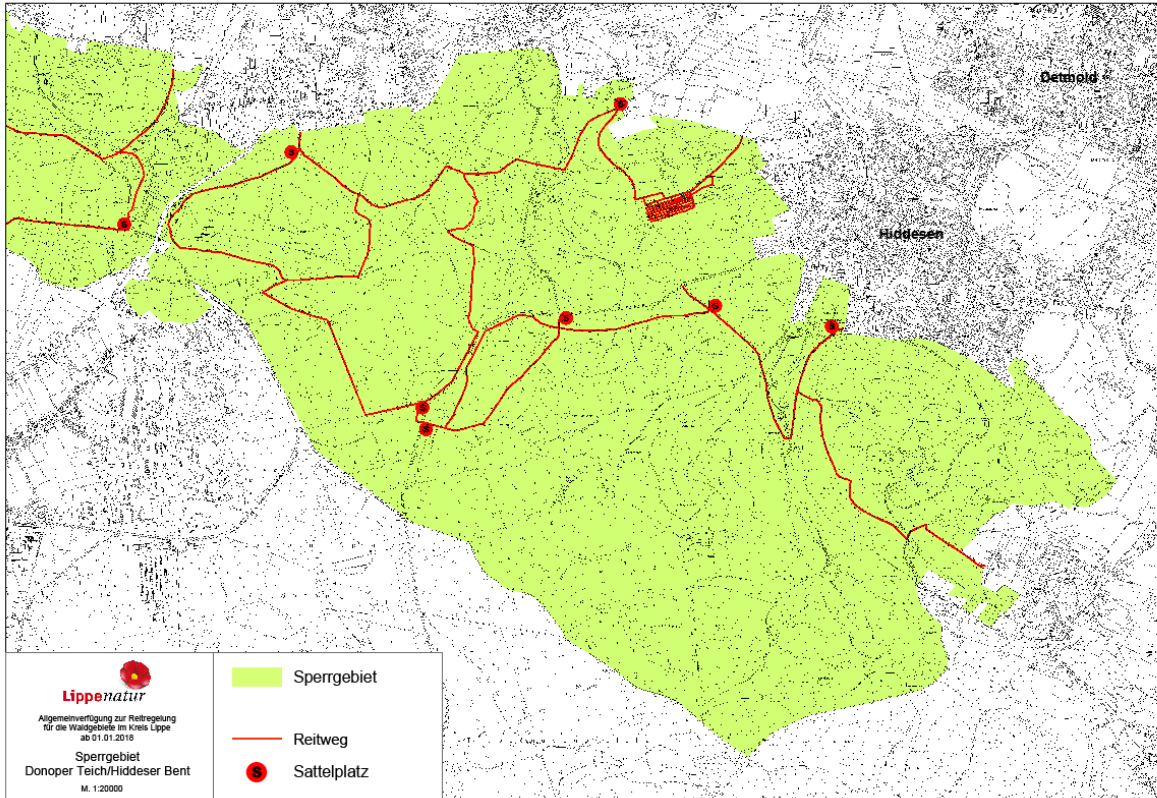 Detmold
Hiddesen
S
S
S
S
S
S
S
S
Lippenatur
Allgemeinverfügung zur Reitregelung
für die Waldgebiete im Kreis Lippe
ab 01.01.2018
Sperrgebiet
Donoper Teich/Hiddeser Bent
M. 1:20000
Sperrgebiet
Reitweg
S Sattelplatz